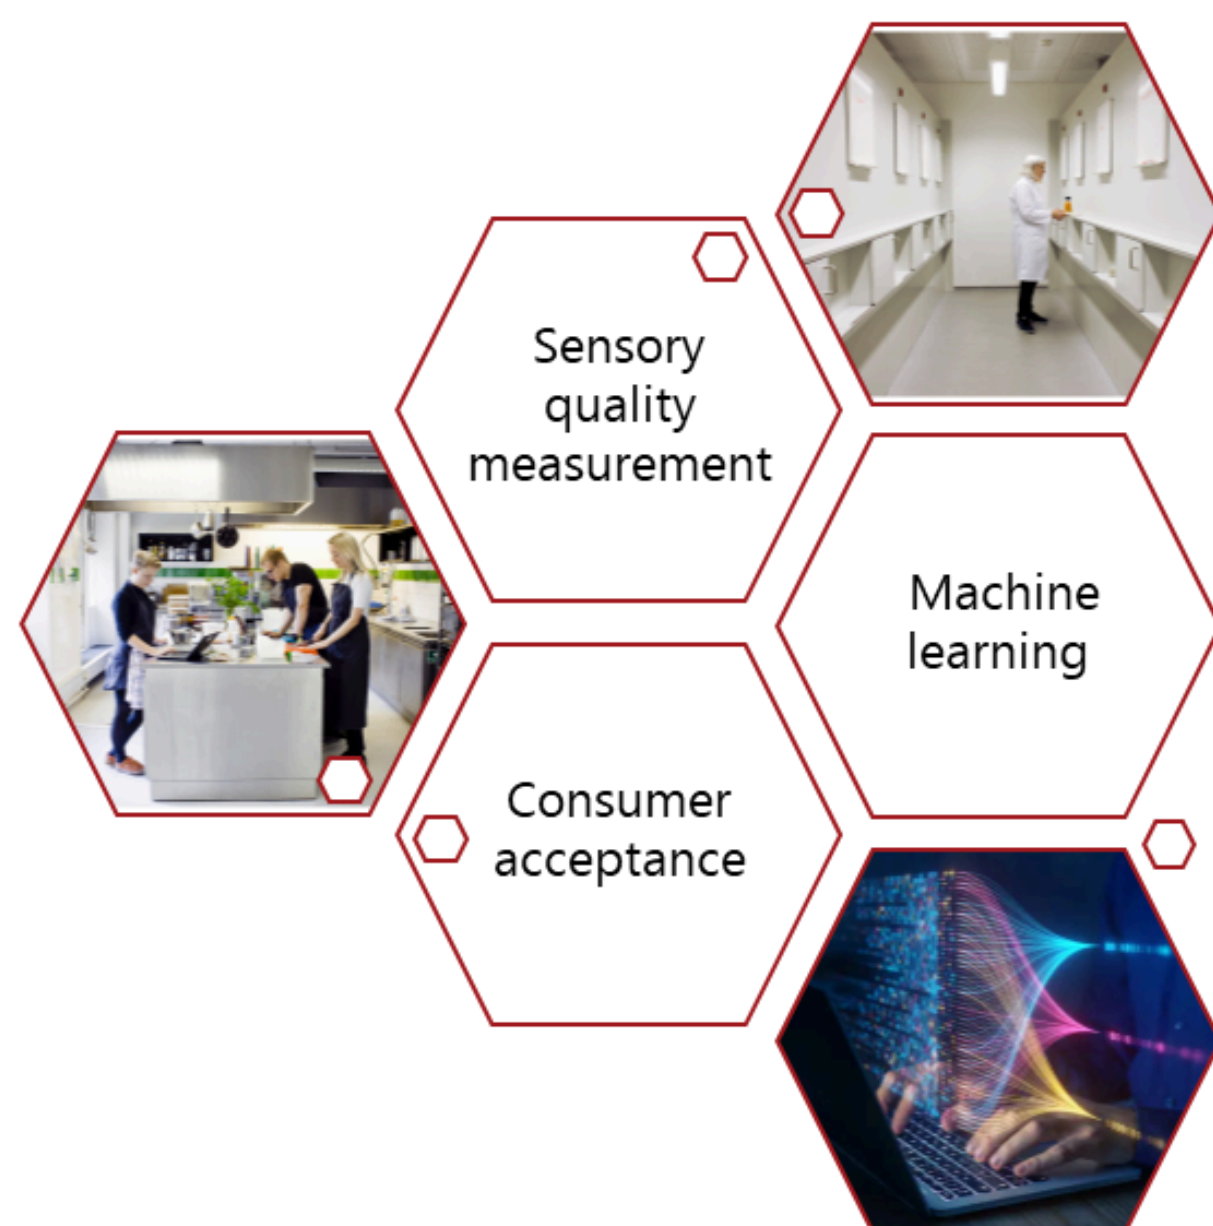 Sensory
quality
measurement
Machine
learning
Consumer
acceptance